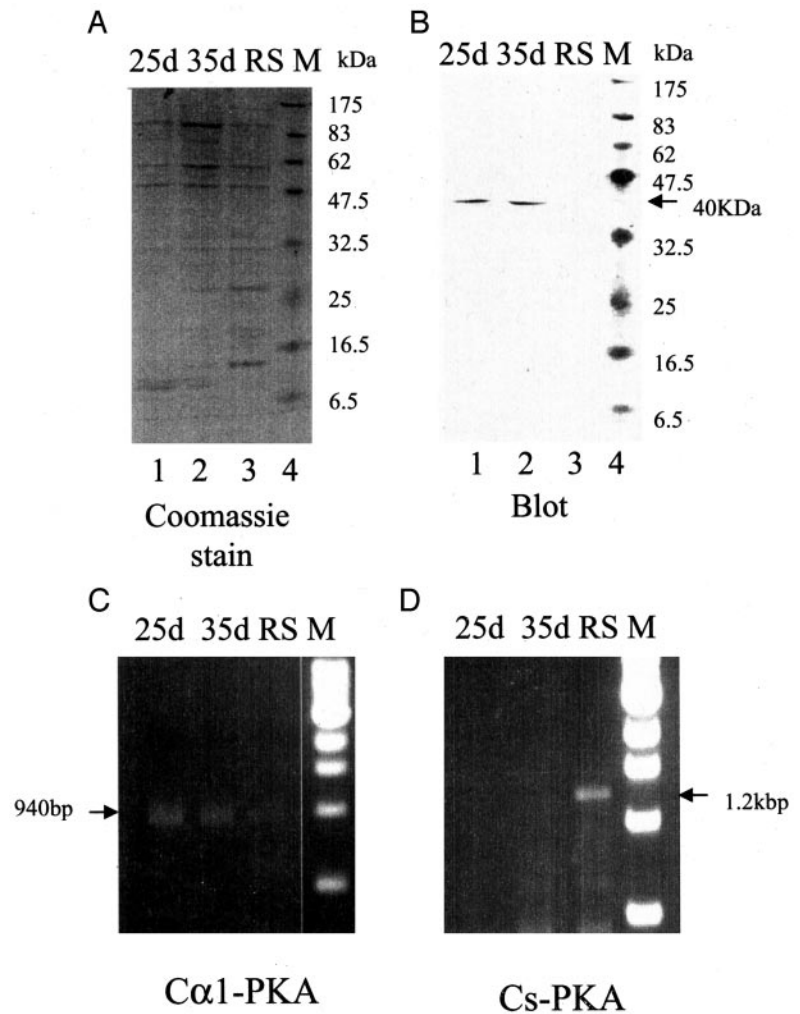 A
25d 35d RS M kDa
175
83
62
47.5
32.5
25
16.5
6.5
1 2 3 4
Coomassie
stain
B
25d 35d RS M kDa
175
83
62
47.5
40KDa
32.5
25
16.5
6.5
1 2 3 4
Blot
C
25d 35d RS M
940bp
Cα1-PKA
D
25d 35d RS M
1.2kbp
Cs-PKA